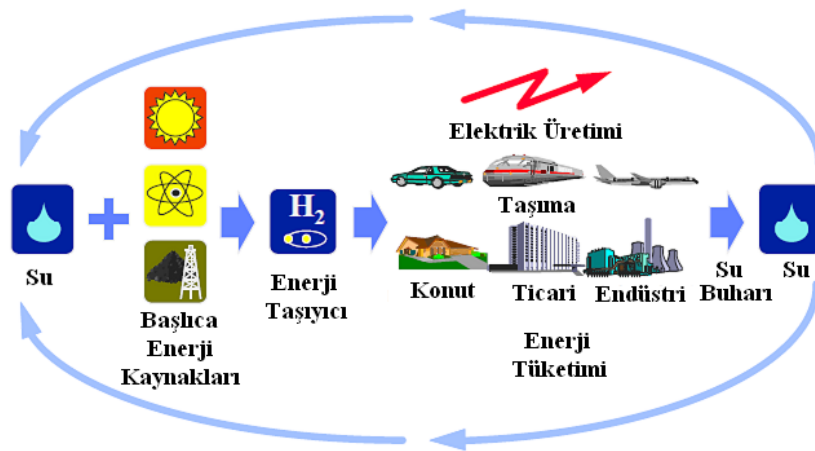 Elektrik Üretimi
H2
Taşıma
Su
Enerji
Taşıyıcı
Konut
Ticari
Endüstri
Su
Buharı
Su
Başlıca
Enerji
Kaynakları
Enerji
Tüketimi